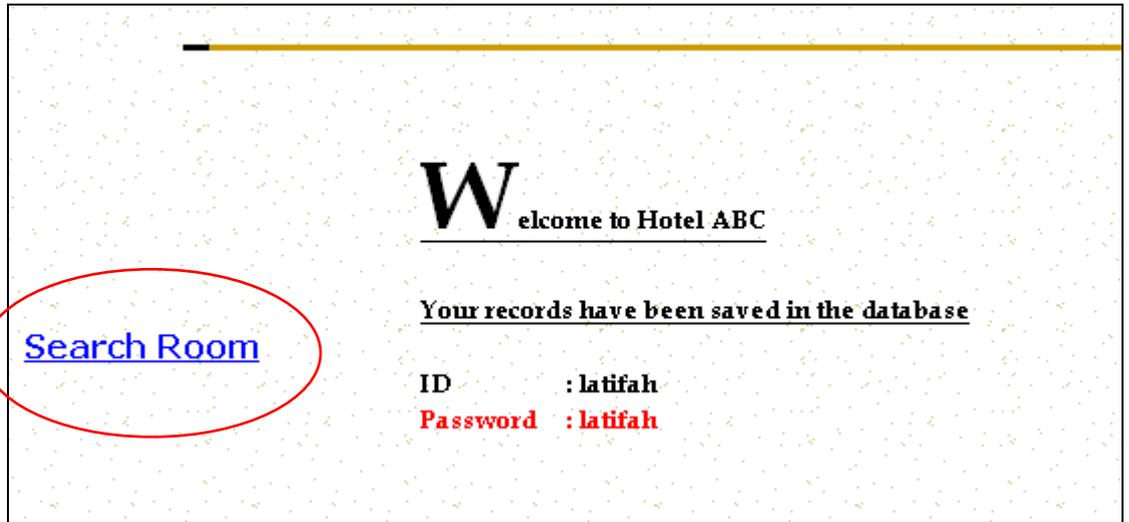 Welcome to Hotel ABC
Your records have been saved in the database
Search Room
ID : latifah
Password : latifah